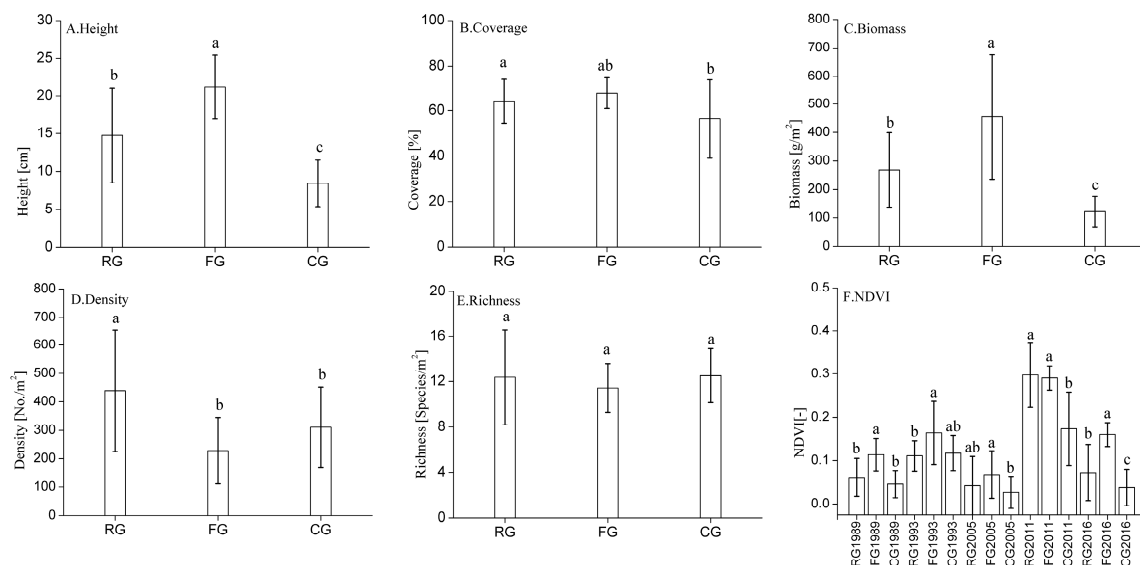 A.Height
Height [cm]
30
25
20
15
10
5
0
b
a
c
RG
FG
CG
B.Coverage
Coverage [%]
100
80
60
40
20
0
a
ab
b
RG
FG
CG
C.Biomass
Biomass [g/m²]
800
700
600
500
400
300
200
100
0
b
a
c
RG
FG
CG
D.Density
Density [No./m²]
800
700
600
500
400
300
200
100
0
a
b
b
RG
FG
CG
E.Richness
Richness [Species/m²]
20
16
12
8
4
0
a
a
a
RG
FG
CG
F.NDVI
NDVI[-]
0.5
0.4
0.3
0.2
0.1
0.0
b
a
b
b
a
ab
ab
a
b
a
a
b
b
a
c
RG1989
FG1989
CG1989
RG1993
FG1993
CG1993
RG2005
FG2005
CG2005
RG2011
FG2011
CG2011
RG2016
FG2016
CG2016